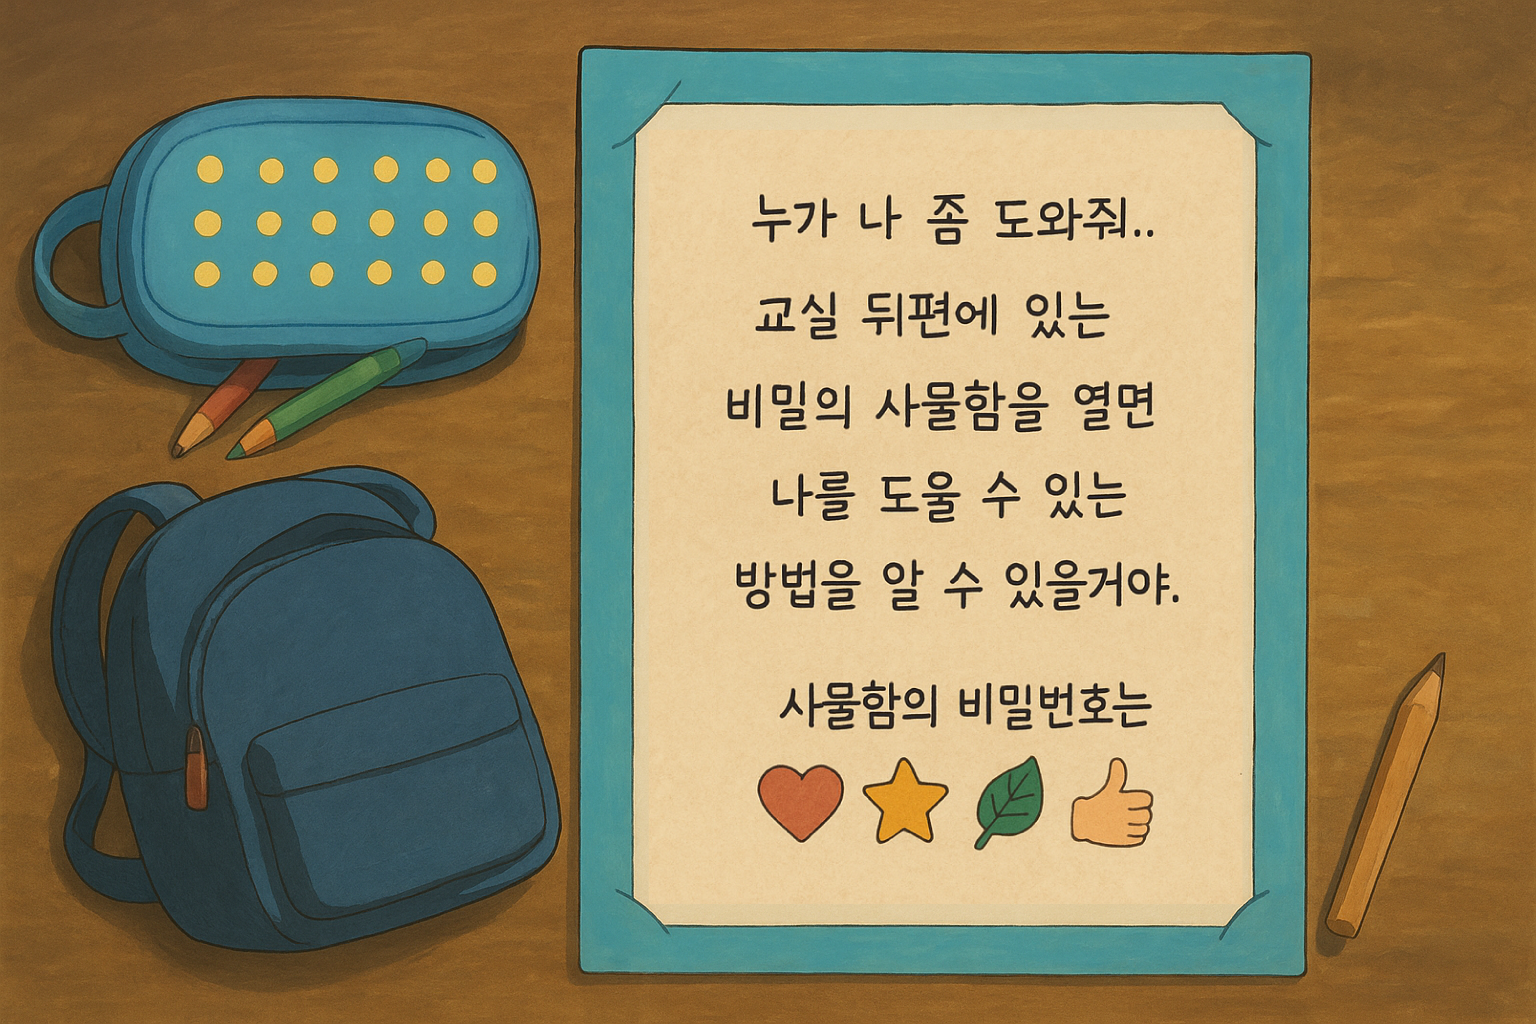 누가 나 좀 도와줘..
교실 뒤편에 있는
비밀의 사물함을 열면
나를 도울 수 있는
방법을 알 수 있을거야.
사물함의 비밀번호는